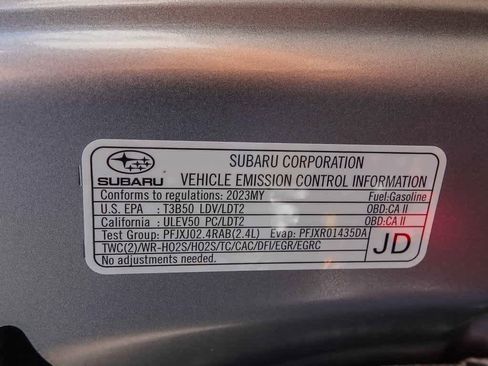 SUBARU CORPORATION
SUBARU VEHICLE EMISSION CONTROL INFORMATION
Conforms to regulations: 2023MY Fuel:Gasoline
U.S. EPA : T3B50 LDV/LDT2 OBD:CA II
California : ULEV50 PC/LDT2 OBD:CA II
Test Group: PFJXJ02.4RAB(2.4L) Evap: PFJXR01435DA
TWC(2)/WR-HO2S/HO2S/TC/CAC/DFI/EGR/EGRC JD
No adjustments needed.